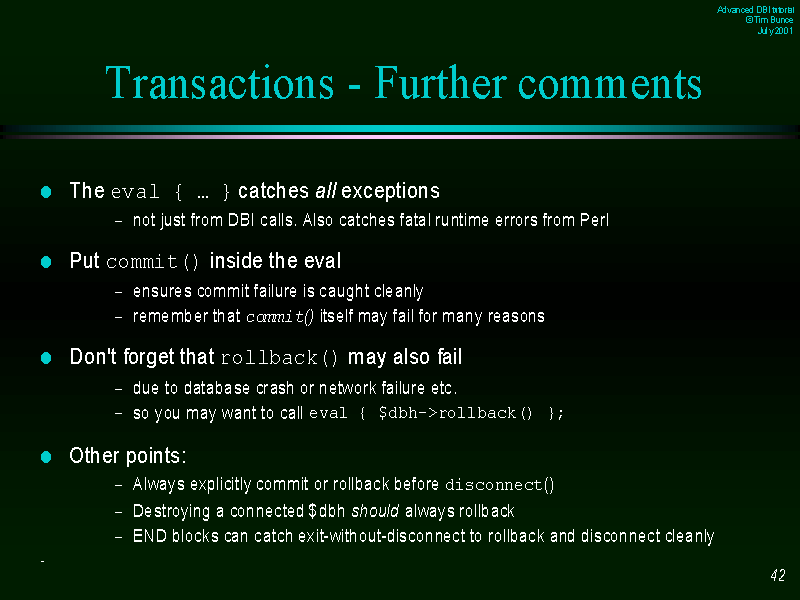 Advanced DBI tutorial
© Tim Bunce
July 2001
Transactions - Further comments
The eval { … } catches all exceptions
– not just from DBI calls. Also catches fatal runtime errors from Perl
Put commit() inside the eval
– ensures commit failure is caught cleanly
– remember that commit() itself may fail for many reasons
Don't forget that rollback() may also fail
– due to database crash or network failure etc.
– so you may want to call eval { $dbh->rollback() };
Other points:
– Always explicitly commit or rollback before disconnect()
– Destroying a connected $dbh should always rollback
– END blocks can catch exit-without-disconnect to rollback and disconnect cleanly
-
42